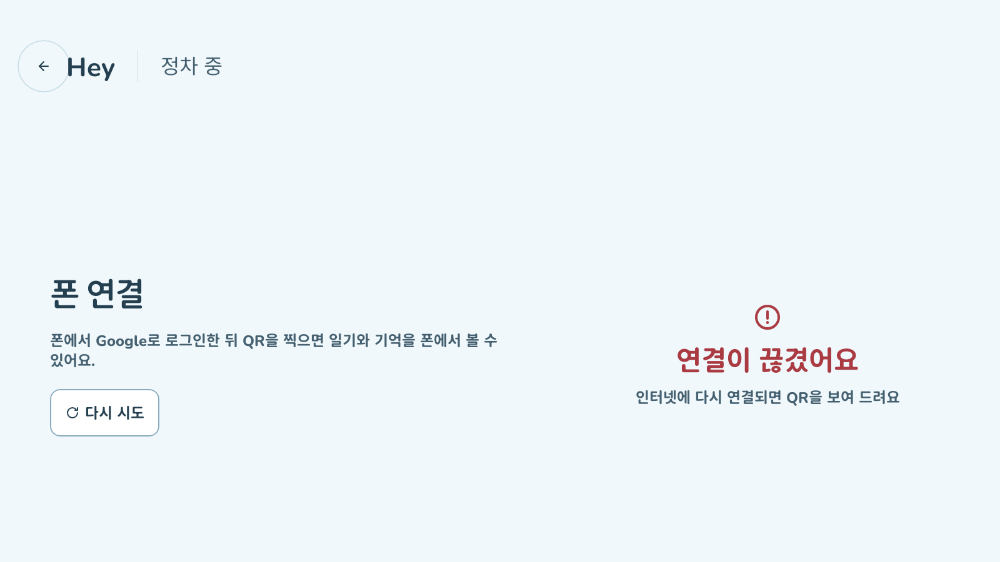 Hey
정차 중
폰 연결
폰에서 Google로 로그인한 뒤 QR을 찍으면 일기와 기억을 폰에서 볼 수
있어요.
다시 시도
연결이 끊겼어요
인터넷에 다시 연결되면 QR을 보여 드려요